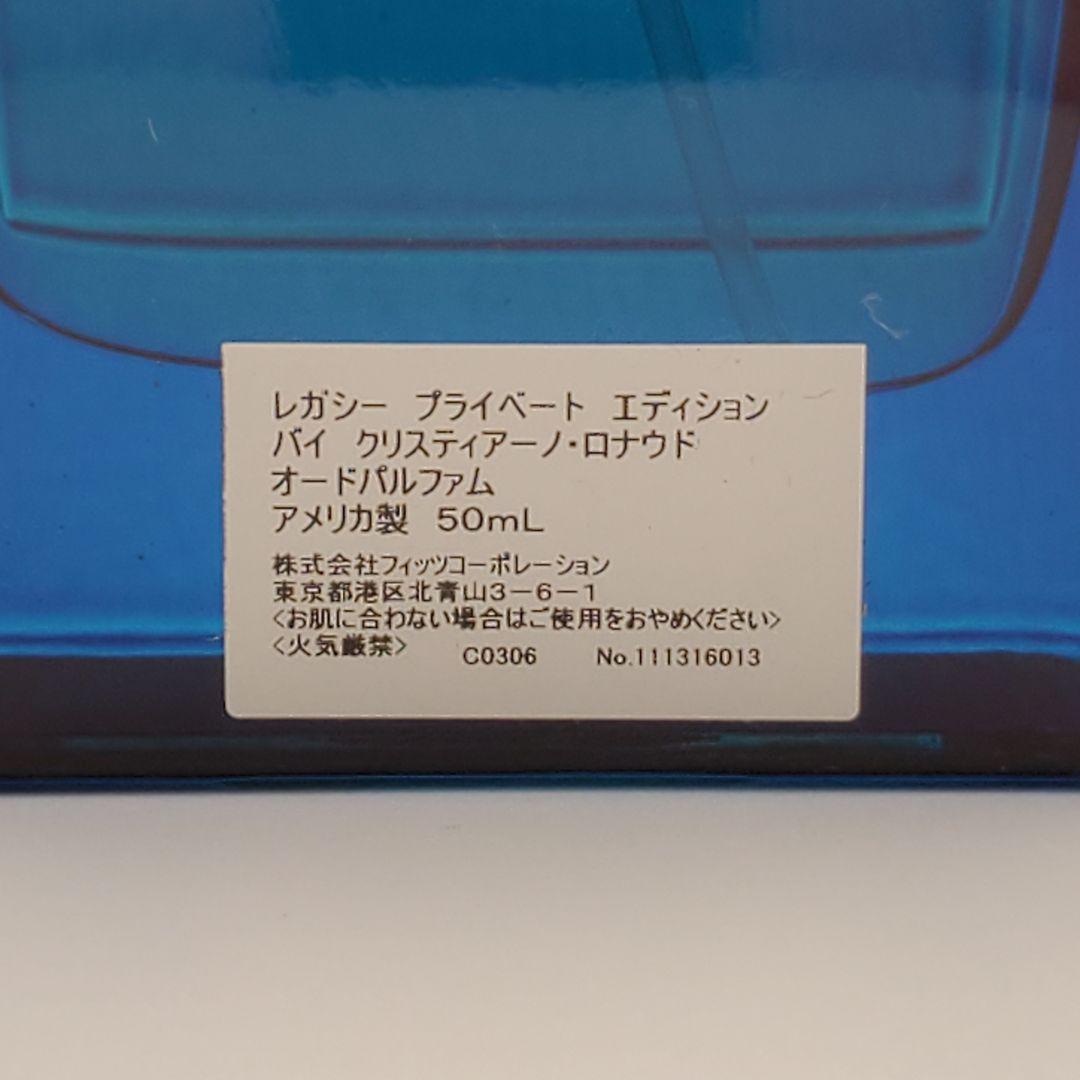 レガシー プライベート エディション
バイ クリスティアーノ・ロナウド
オードパルファム
アメリカ製 50mL
株式会社フィッツコーポレーション
東京都港区北青山3-6-1
<お肌に合わない場合はご使用をおやめください>
<火気厳禁> C0306 No.111316013